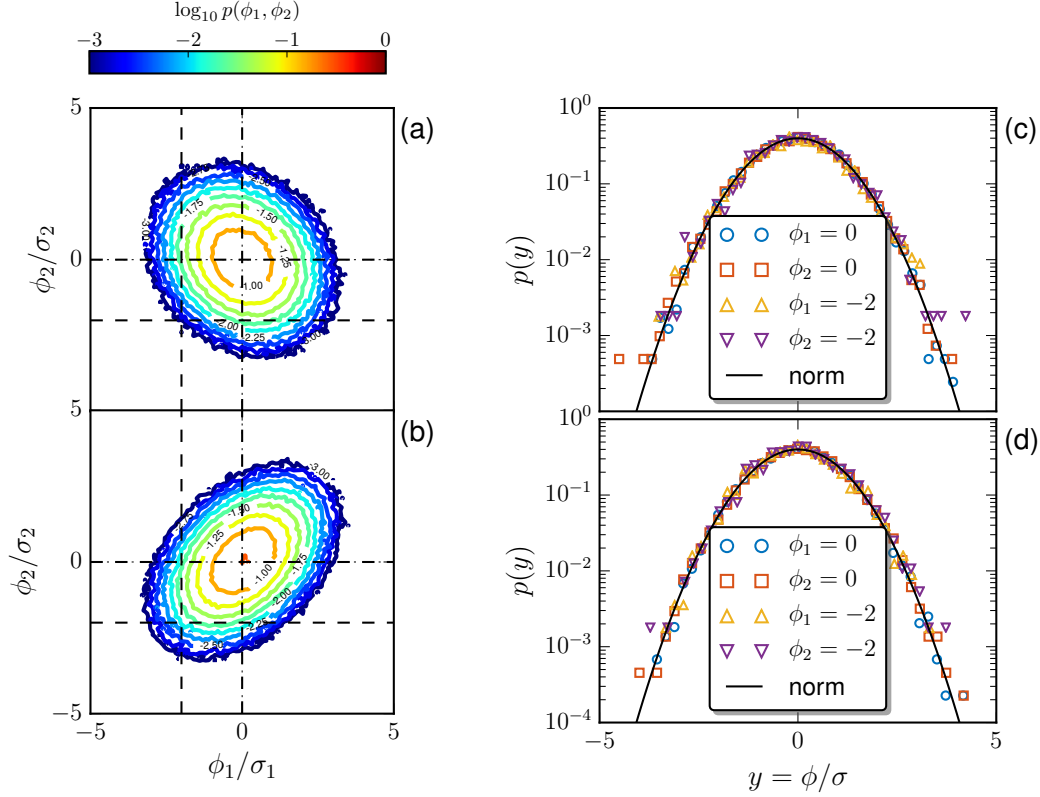 log₁₀ p(ϕ₁, ϕ₂)
−3 −2 −1 0
5
0
−5
ϕ₂/σ₂
(a)
-1.75
-1.50
-1.25
-1.00
-2.00
-2.25
5
0
−5
ϕ₂/σ₂
(b)
-3.00
-1.50
-1.25
-1.75
-1.00
-2.00
-2.25
-2.50
−5 0 5
ϕ₁/σ₁
10⁰
10⁻¹
10⁻²
10⁻³
p(y)
(c)
ϕ₁ = 0
ϕ₂ = 0
ϕ₁ = −2
ϕ₂ = −2
norm
10⁰
10⁻¹
10⁻²
10⁻³
10⁻⁴
p(y)
(d)
ϕ₁ = 0
ϕ₂ = 0
ϕ₁ = −2
ϕ₂ = −2
norm
−5 0 5
y = ϕ/σ